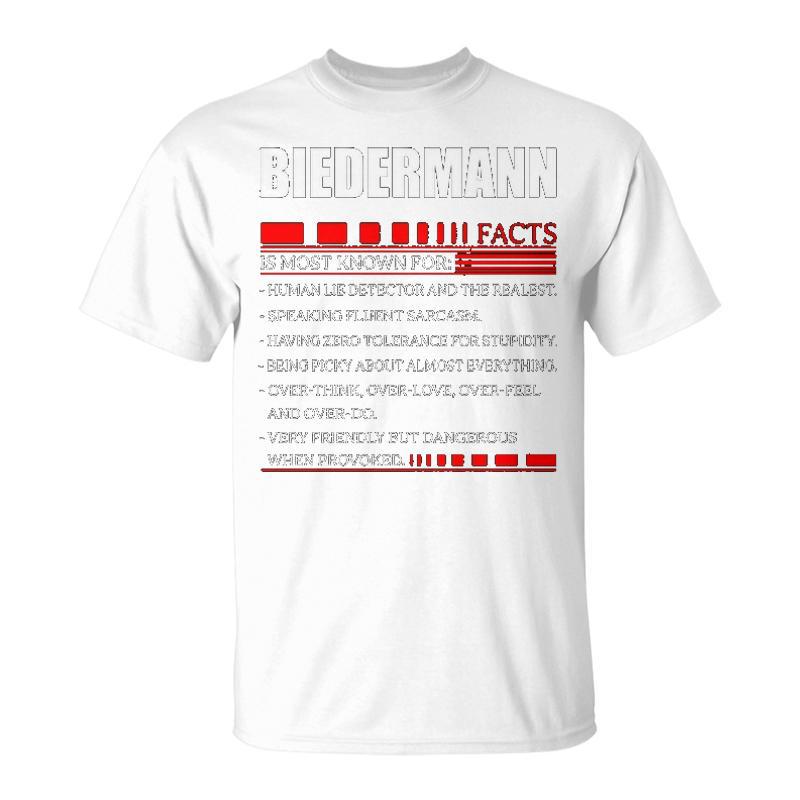 BIEDERMANN
FACTS
IS MOST KNOWN FOR:
- HUMAN LIE DETECTOR AND THE REALEST.
- SPEAKING FLUENT SARCASM.
- HAVING ZERO TOLERANCE FOR STUPIDITY.
- BEING PICKY ABOUT ALMOST EVERYTHING.
- OVER-THINK, OVER-LOVE, OVER-FEEL
AND OVER-DO.
- VERY FRIENDLY BUT DANGEROUS
WHEN PROVOKED.